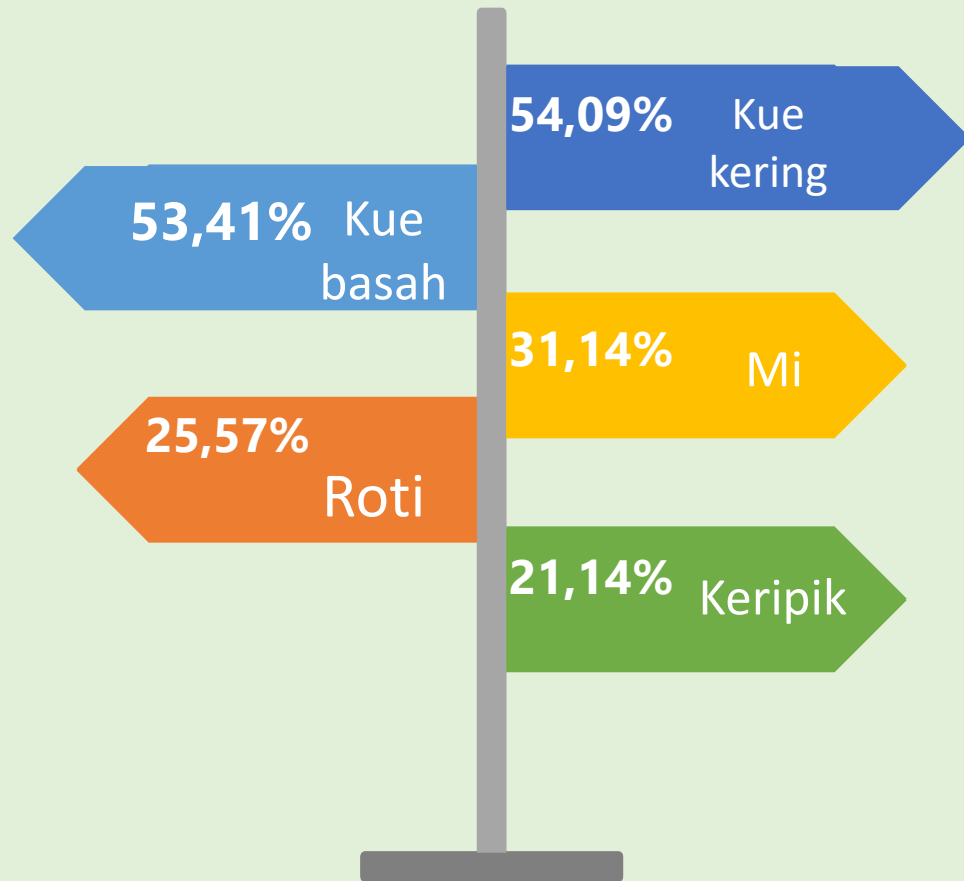 54,09% Kue
kering
53,41% Kue
basah
31,14% Mi
25,57%
Roti
21,14% Keripik